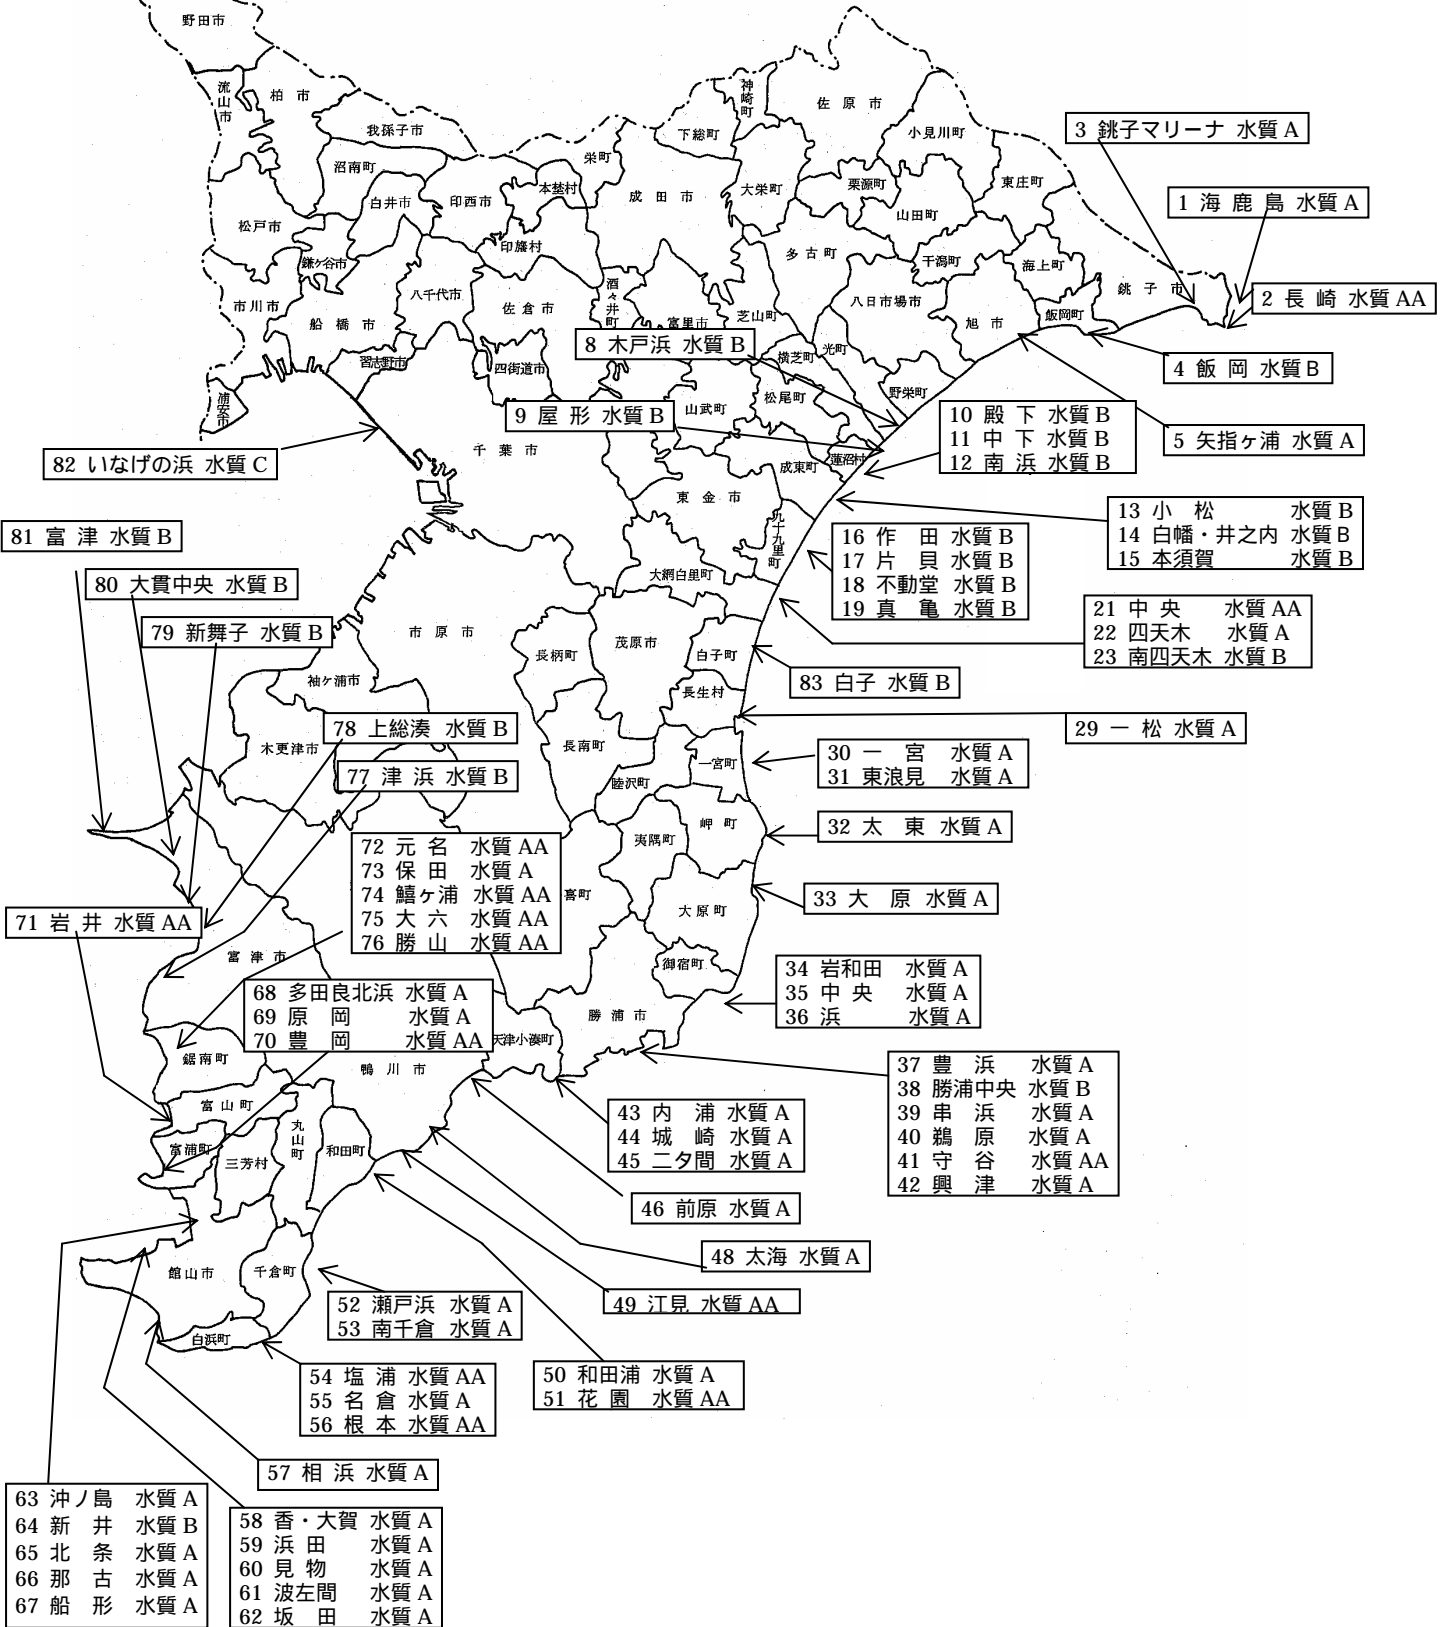 野田市
流山市
柏市
我孫子市
沼南町
白井市
印西市
本埜村
栄町
下総町
神崎町
佐原市
小見川町
成田市
大栄町
栗源町
山田町
東庄町
松戸市
鎌ヶ谷市
印旛村
多古町
干潟町
海上町
銚子市
市川市
船橋市
八千代市
佐倉市
酒々井町
富里市
芝山町
八日市場市
旭市
飯岡町
習志野市
四街道市
横芝町
光町
野栄町
浦安市
山武町
松尾町
千葉市
成東町
蓮沼村
東金市
九十九里町
大網白里町
市原市
長柄町
茂原市
白子町
長生村
袖ヶ浦市
木更津市
長南町
睦沢町
一宮町
夷隅町
岬町
喜町
大原町
御宿町
富津市
勝浦市
天津小湊町
鋸南町
鴨川市
富山町
富浦町
三芳村
丸山町
和田町
館山市
千倉町
白浜町
3 銚子マリーナ 水質 A
1 海 鹿 島 水質 A
2 長 崎 水質 AA
4 飯 岡 水質 B
5 矢指ヶ浦 水質 A
8 木戸浜 水質 B
9 屋 形 水質 B
10 殿 下 水質 B
11 中 下 水質 B
12 南 浜 水質 B
13 小 松 水質 B
14 白幡・井之内 水質 B
15 本須賀 水質 B
16 作 田 水質 B
17 片 貝 水質 B
18 不動堂 水質 B
19 真 亀 水質 B
21 中 央 水質 AA
22 四天木 水質 A
23 南四天木 水質 B
83 白子 水質 B
29 一 松 水質 A
30 一 宮 水質 A
31 東浪見 水質 A
32 太 東 水質 A
33 大 原 水質 A
34 岩和田 水質 A
35 中 央 水質 A
36 浜 水質 A
37 豊 浜 水質 A
38 勝浦中央 水質 B
39 串 浜 水質 A
40 鵜 原 水質 A
41 守 谷 水質 AA
42 興 津 水質 A
43 内 浦 水質 A
44 城 崎 水質 A
45 二タ間 水質 A
46 前原 水質 A
48 太海 水質 A
49 江見 水質 AA
50 和田浦 水質 A
51 花 園 水質 AA
52 瀬戸浜 水質 A
53 南千倉 水質 A
54 塩 浦 水質 AA
55 名 倉 水質 A
56 根 本 水質 AA
57 相 浜 水質 A
58 香・大賀 水質 A
59 浜 田 水質 A
60 見 物 水質 A
61 波左間 水質 A
62 坂 田 水質 A
63 沖ノ島 水質 A
64 新 井 水質 B
65 北 条 水質 A
66 那 古 水質 A
67 船 形 水質 A
68 多田良北浜 水質 A
69 原 岡 水質 A
70 豊 岡 水質 AA
71 岩 井 水質 AA
72 元 名 水質 AA
73 保 田 水質 A
74 鱚ヶ浦 水質 AA
75 大 六 水質 AA
76 勝 山 水質 AA
77 津 浜 水質 B
78 上総湊 水質 B
79 新舞子 水質 B
80 大貫中央 水質 B
81 富 津 水質 B
82 いなげの浜 水質 C